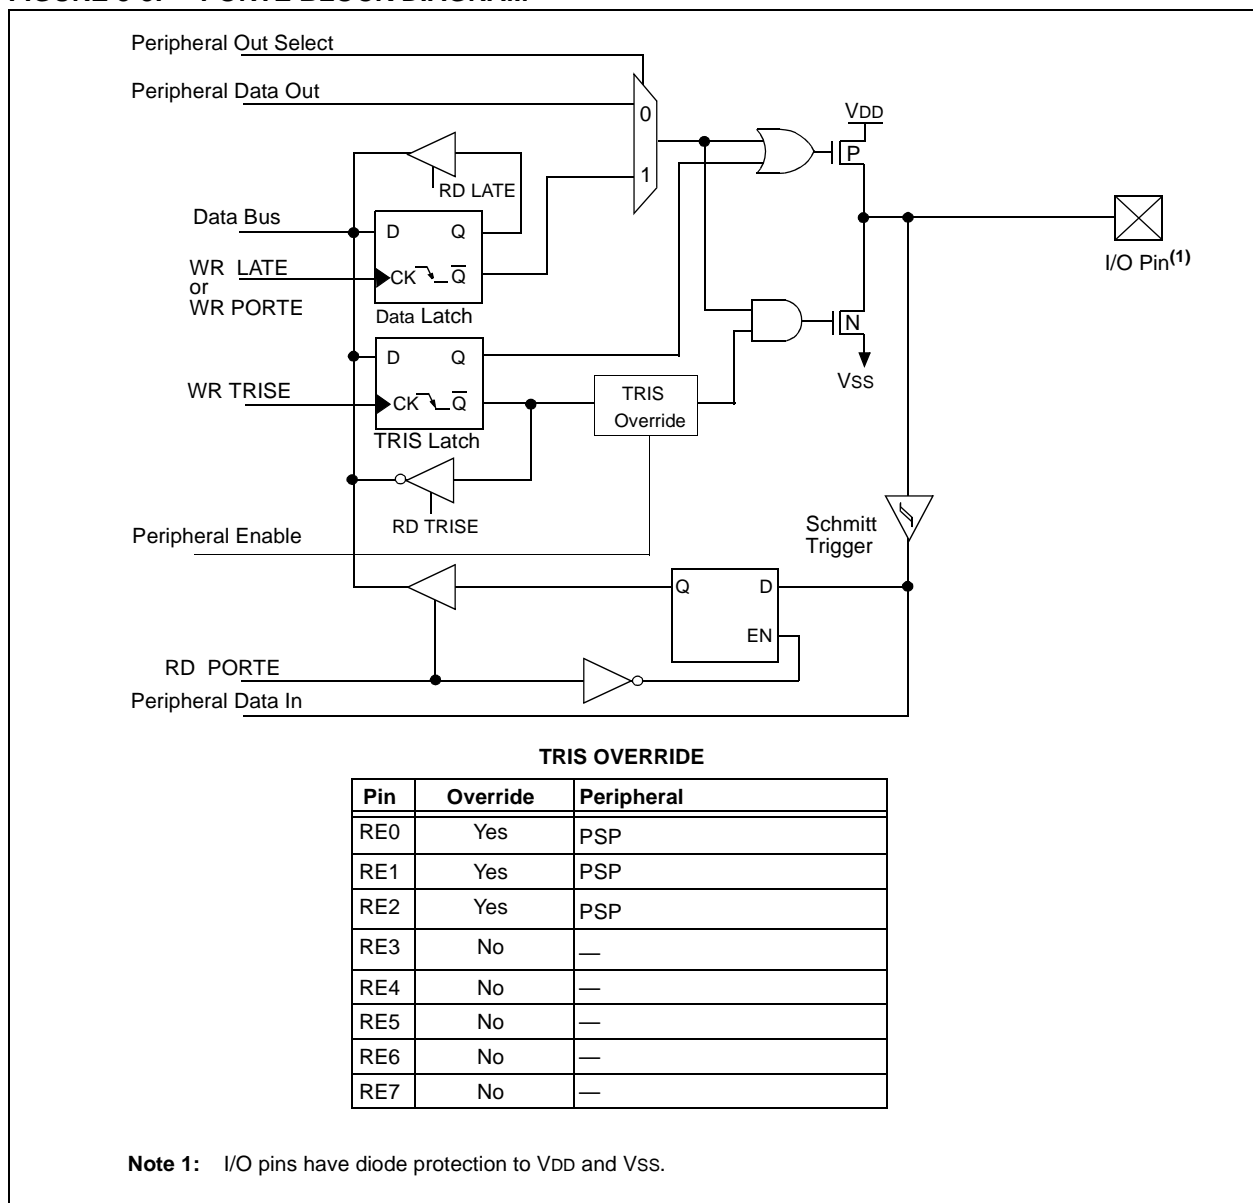 Peripheral Out Select
Peripheral Data Out
0
VDD
P
1
RD LATE
Data Bus
D Q
I/O Pin(1)
WR LATE
or
WR PORTE
CK Q̅
Data Latch
N
D Q
VSS
WR TRISE
CK Q̅
TRIS
Override
TRIS Latch
RD TRISE
Schmitt
Trigger
Peripheral Enable
Q D
EN
RD PORTE
Peripheral Data In
TRIS OVERRIDE
Pin Override Peripheral
RE0 Yes PSP
RE1 Yes PSP
RE2 Yes PSP
RE3 No —
RE4 No —
RE5 No —
RE6 No —
RE7 No —
Note 1: I/O pins have diode protection to VDD and VSS.